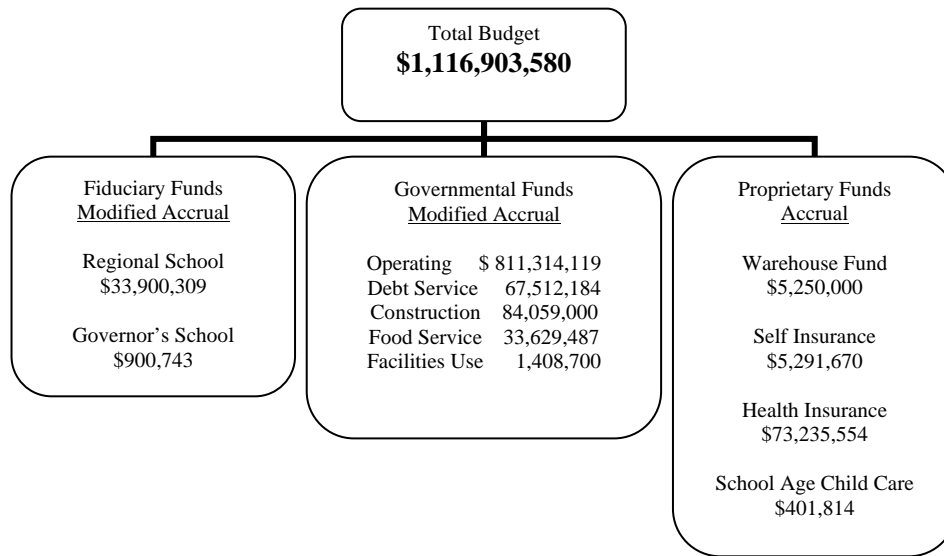 Total Budget
$1,116,903,580
Fiduciary Funds
Modified Accrual
Regional School
$33,900,309
Governor’s School
$900,743
Governmental Funds
Modified Accrual
Operating $ 811,314,119
Debt Service 67,512,184
Construction 84,059,000
Food Service 33,629,487
Facilities Use 1,408,700
Proprietary Funds
Accrual
Warehouse Fund
$5,250,000
Self Insurance
$5,291,670
Health Insurance
$73,235,554
School Age Child Care
$401,814